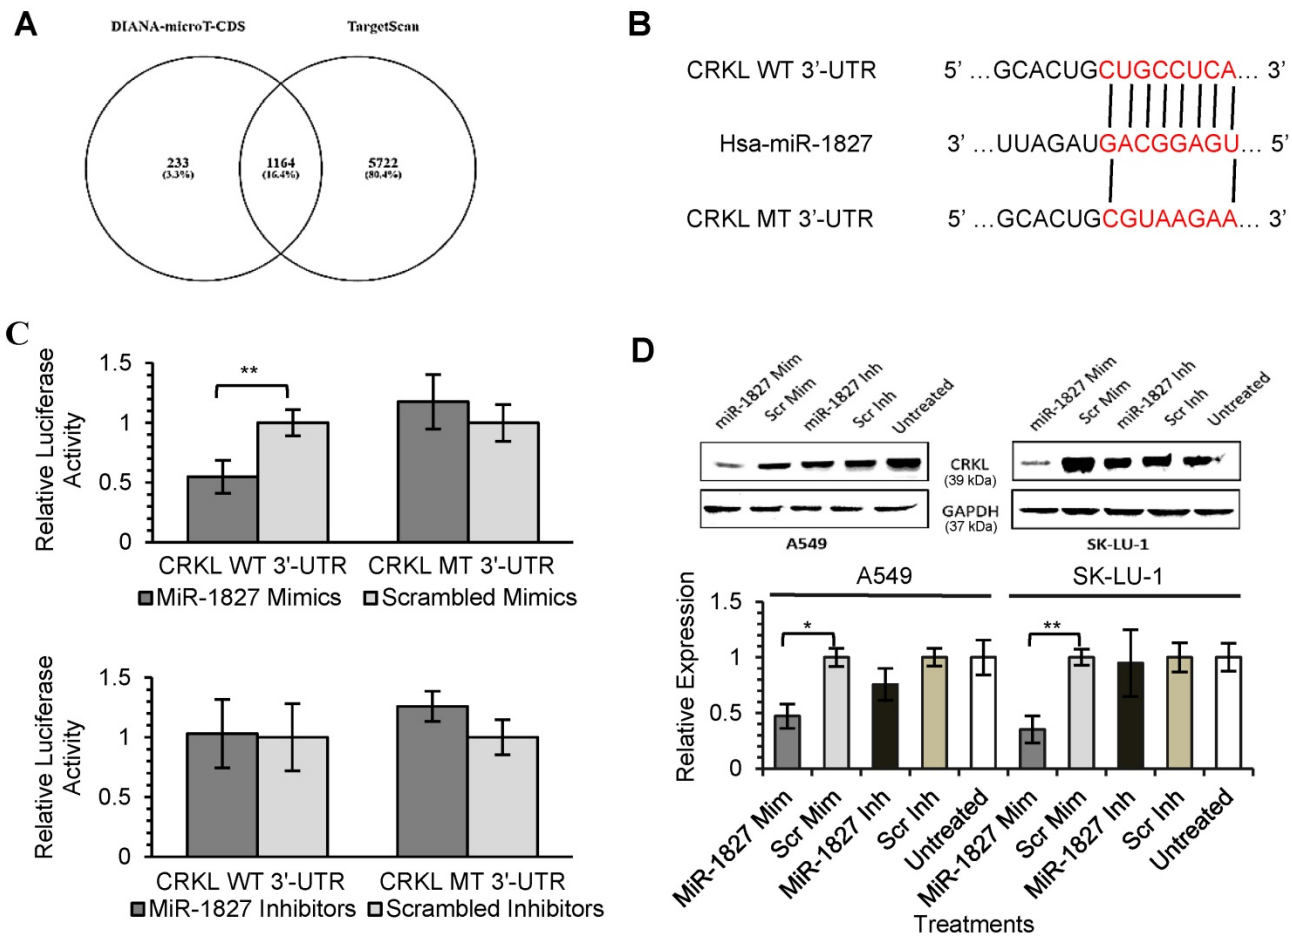 A
DIANA-microT-CDS TargetScan
233
(3.3%)
1164
(16.4%)
5722
(80.4%)
B
CRKL WT 3'-UTR 5' ...GCACUGCUGCCUCA... 3'
Hsa-miR-1827 3' ...UUAGAUGACGGAGU... 5'
CRKL MT 3'-UTR 5' ...GCACUGCGUAAGAA... 3'
C
Relative Luciferase
Activity
1.5
1
0.5
0
**
CRKL WT 3'-UTR CRKL MT 3'-UTR
MiR-1827 Mimics Scrambled Mimics
Relative Luciferase
Activity
1.5
1
0.5
0
CRKL WT 3'-UTR CRKL MT 3'-UTR
MiR-1827 Inhibitors Scrambled Inhibitors
D
miR-1827 Mim Scr Mim miR-1827 Inh Scr Inh Untreated
miR-1827 Mim Scr Mim miR-1827 Inh Scr Inh Untreated
CRKL
(39 kDa)
GAPDH
(37 kDa)
A549 SK-LU-1
A549 SK-LU-1
Relative Expression
1.5
1
0.5
0
* **
MiR-1827 Mim Scr Mim MiR-1827 Inh Scr Inh Untreated MiR-1827 Mim Scr Mim MiR-1827 Inh Scr Inh Untreated
Treatments